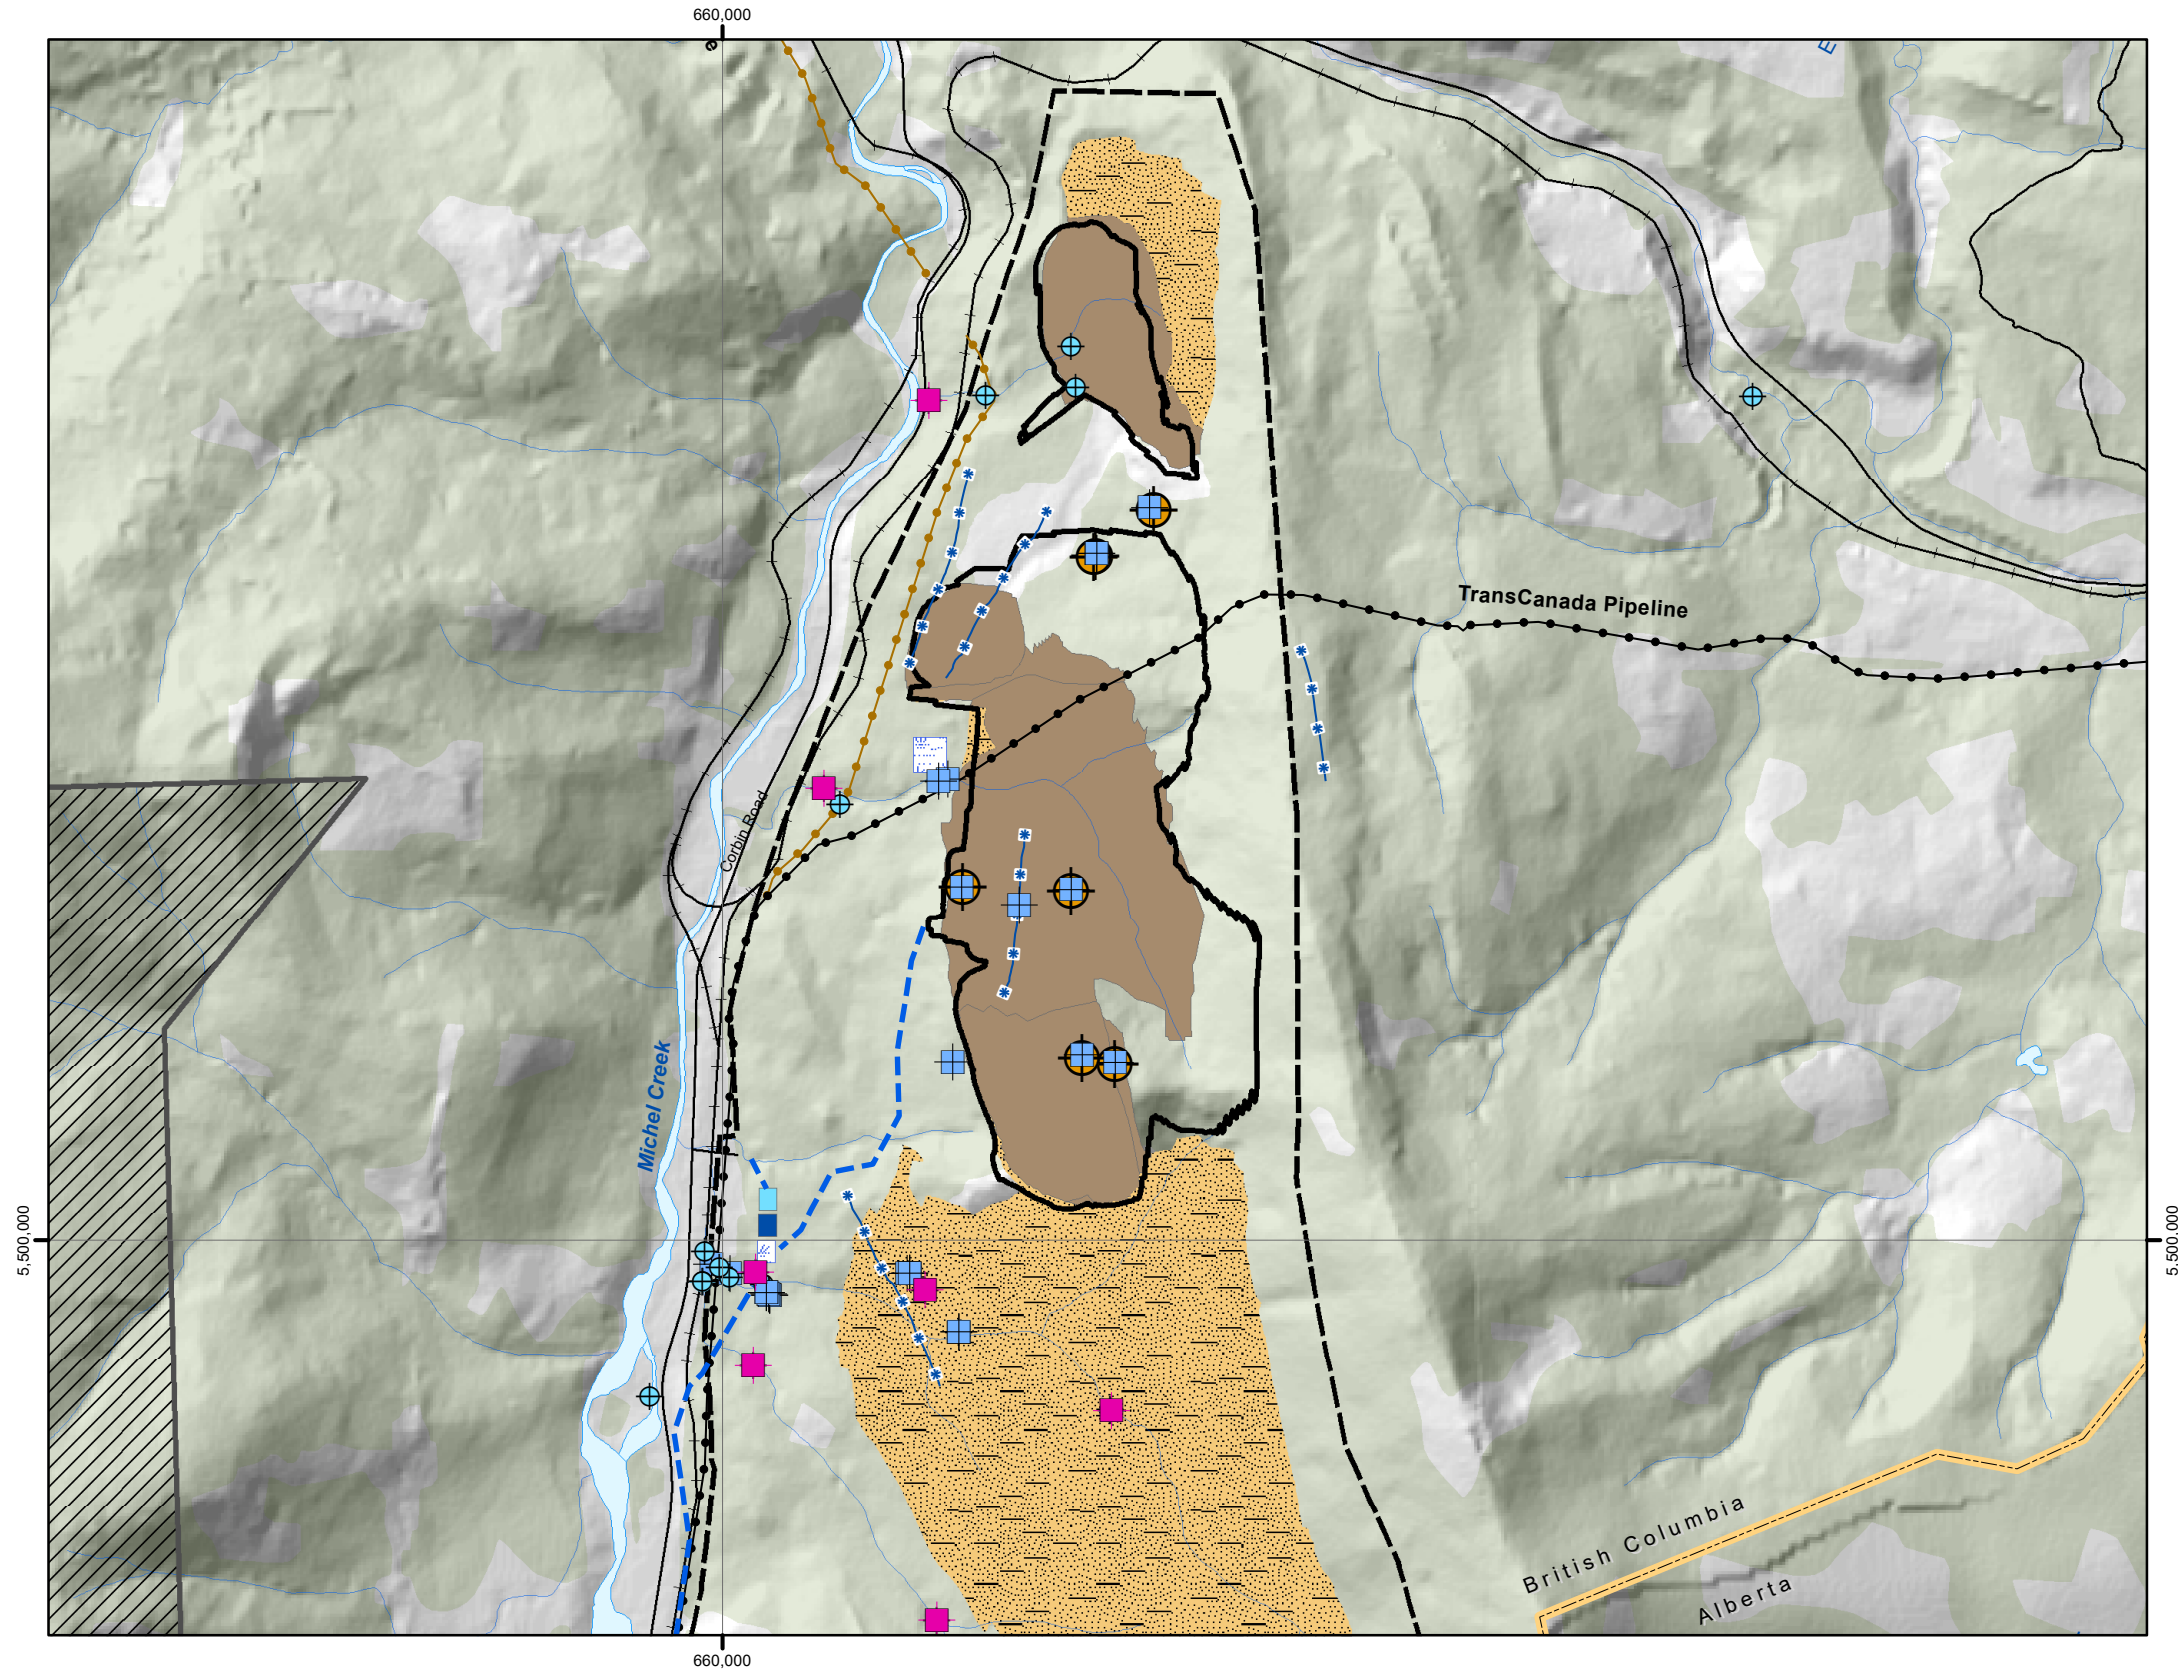 660,000
E
TransCanada Pipeline
Corbin Road
Michel Creek
5,500,000
5,500,000
British Columbia
Alberta
660,000